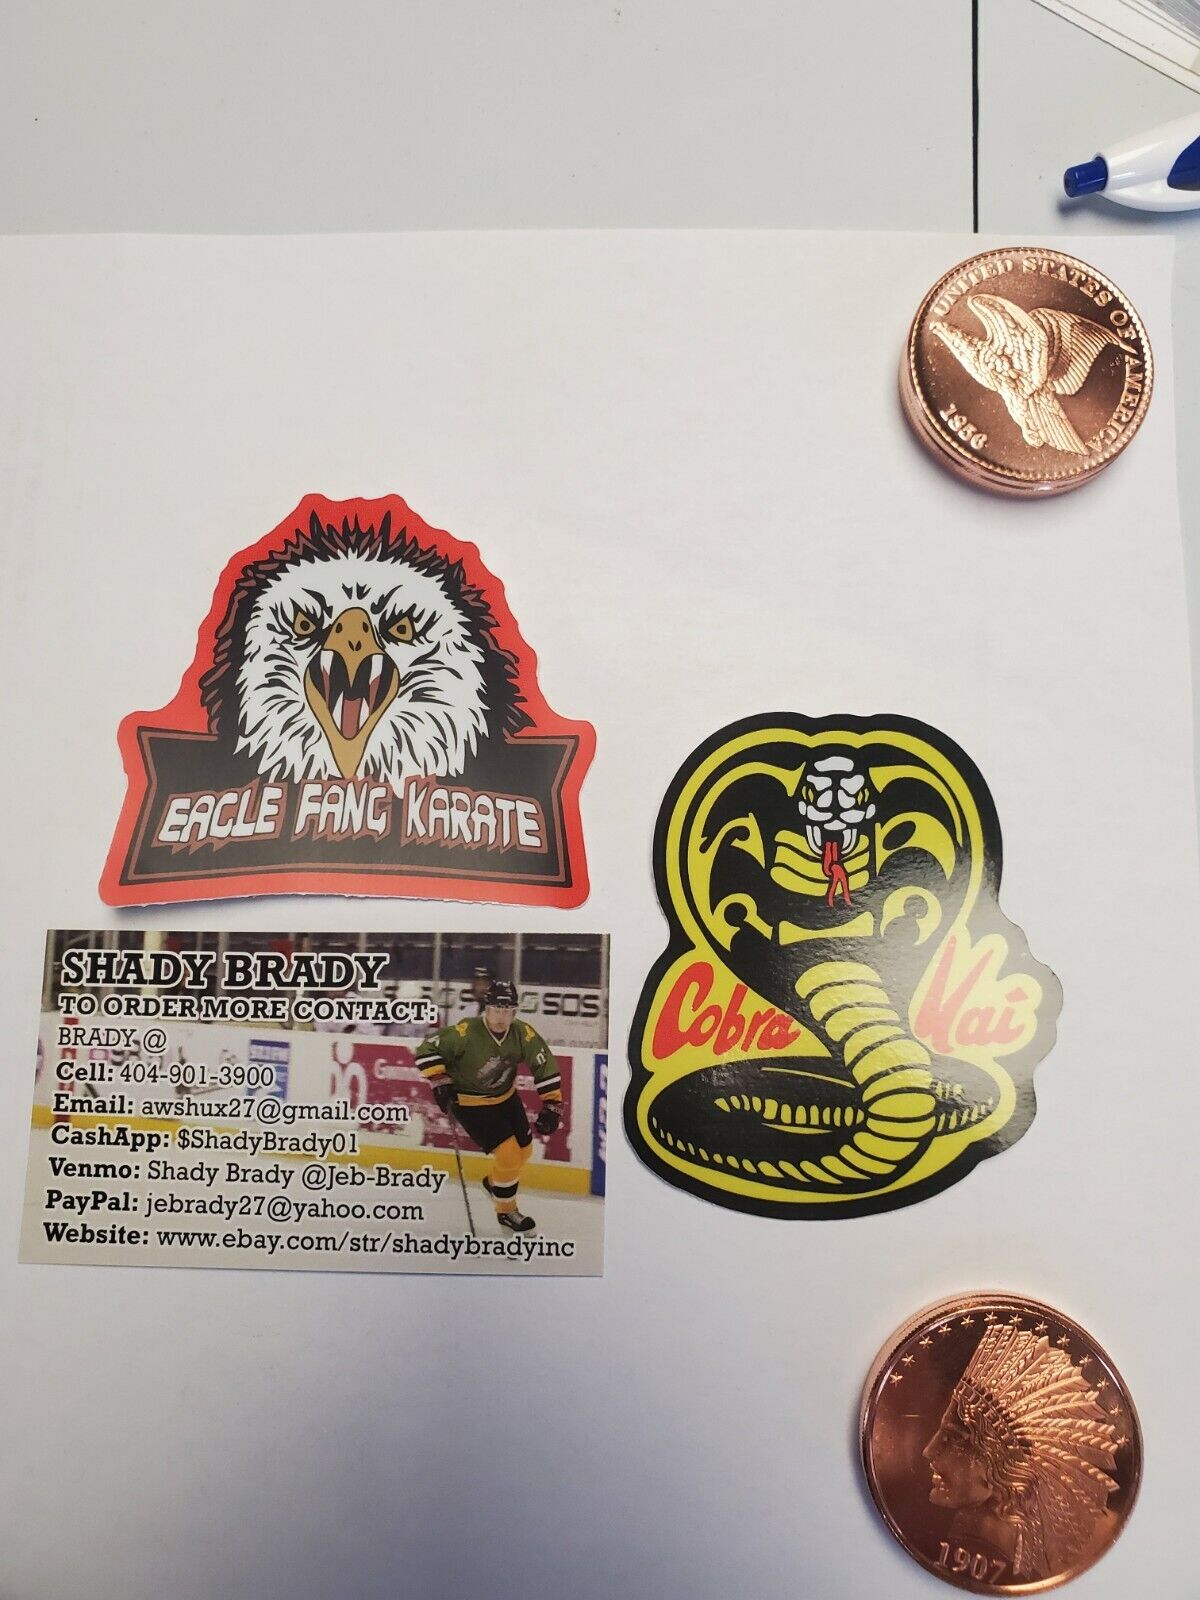 UNITED STATES OF AMERICA
1856
EAGLE FANG KARATE
Cobra Kai
SHADY BRADY
TO ORDER MORE CONTACT:
BRADY @
Cell: 404-901-3900
Email: awshux27@gmail.com
CashApp: $ShadyBrady01
Venmo: Shady Brady @Jeb-Brady
PayPal: jebrady27@yahoo.com
Website: www.ebay.com/str/shadybradyinc
SOS
1907